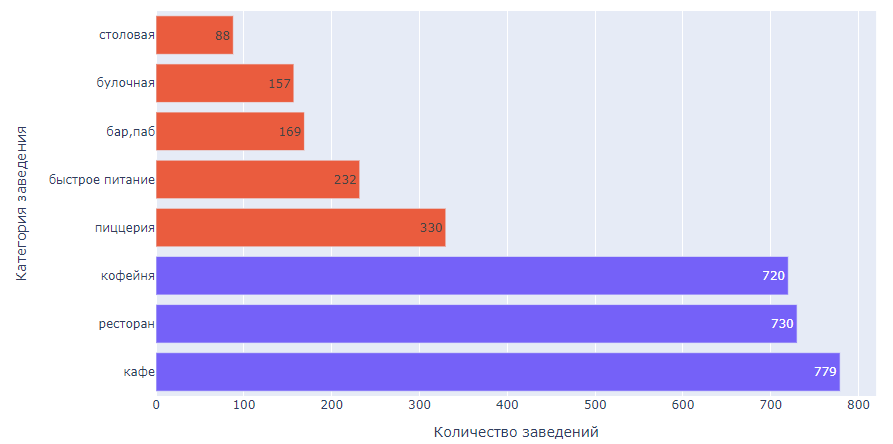 столовая
88
булочная
157
бар,паб
169
быстрое питание
232
пиццерия
330
кофейня
720
ресторан
730
кафе
779
0 100 200 300 400 500 600 700 800
Количество заведений
Категория заведения